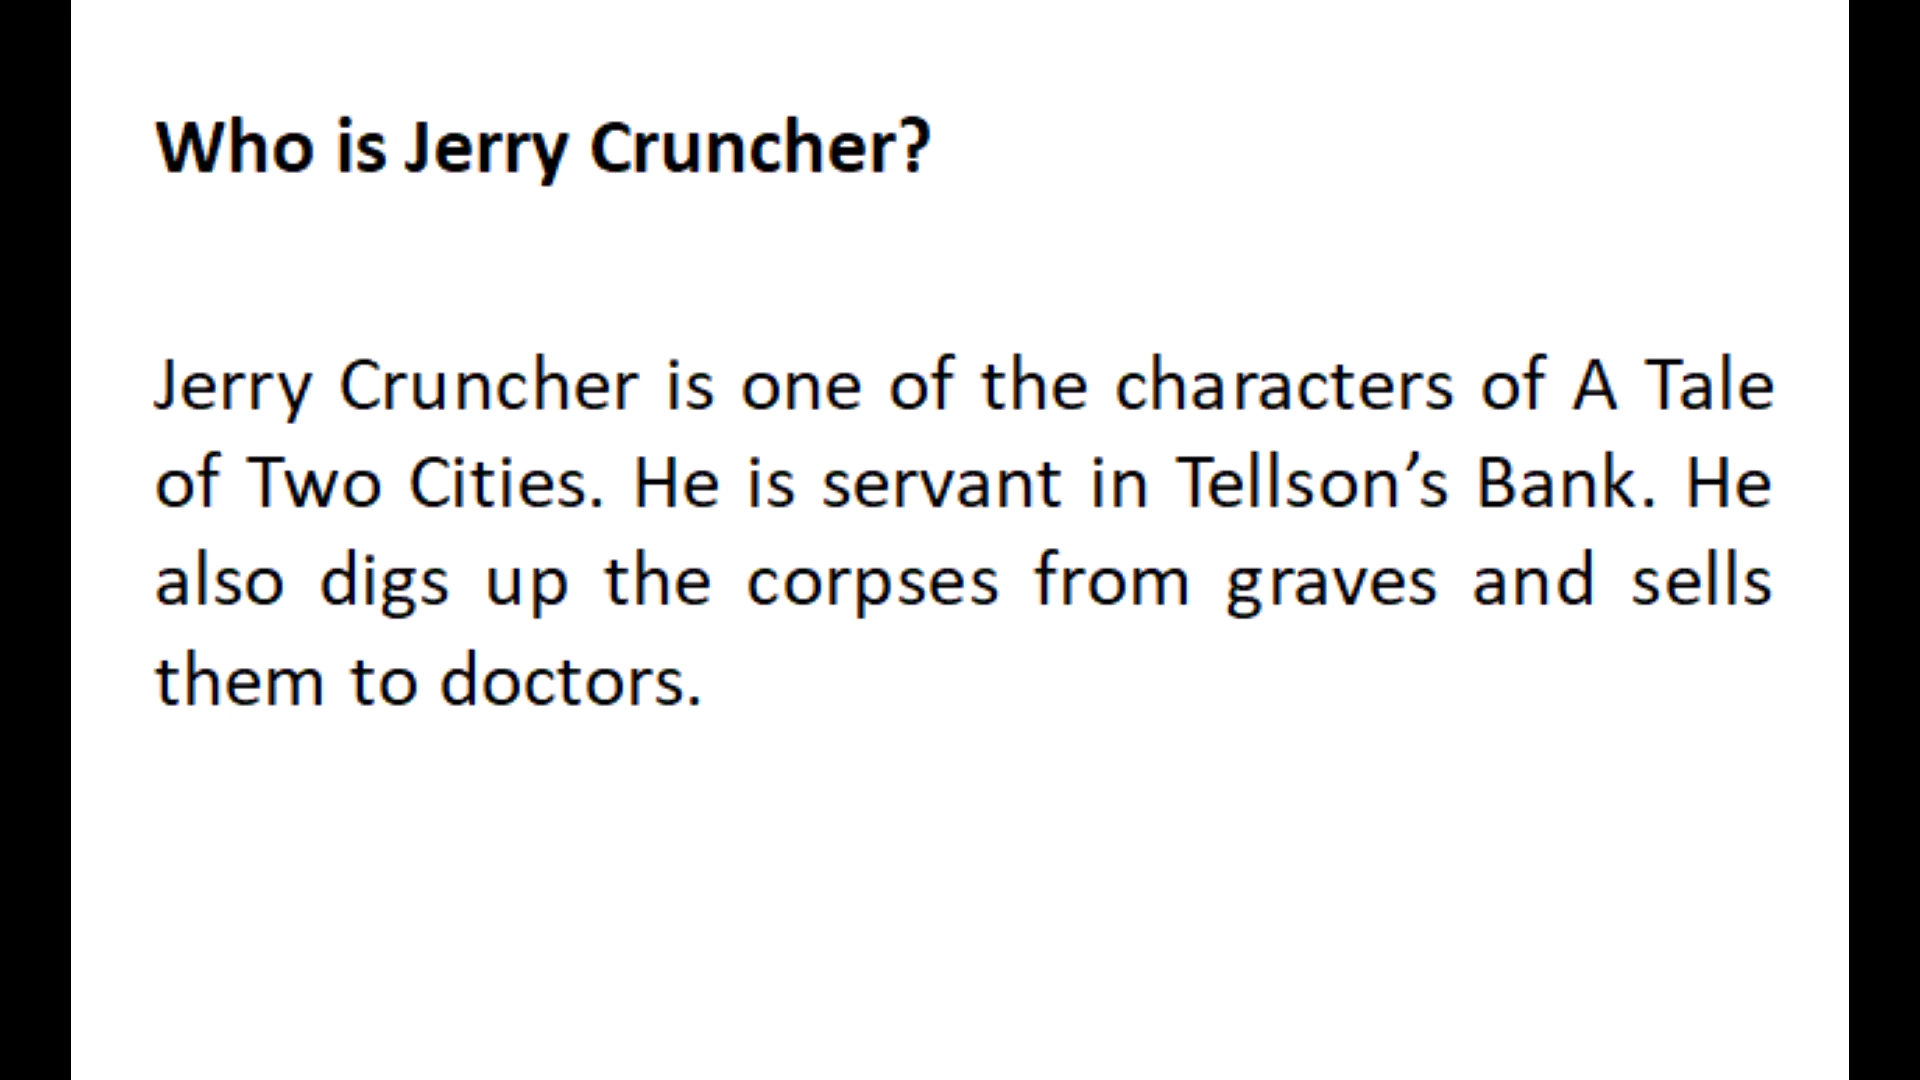 Who is Jerry Cruncher?
Jerry Cruncher is one of the characters of A Tale
of Two Cities. He is servant in Tellson’s Bank. He
also digs up the corpses from graves and sells
them to doctors.